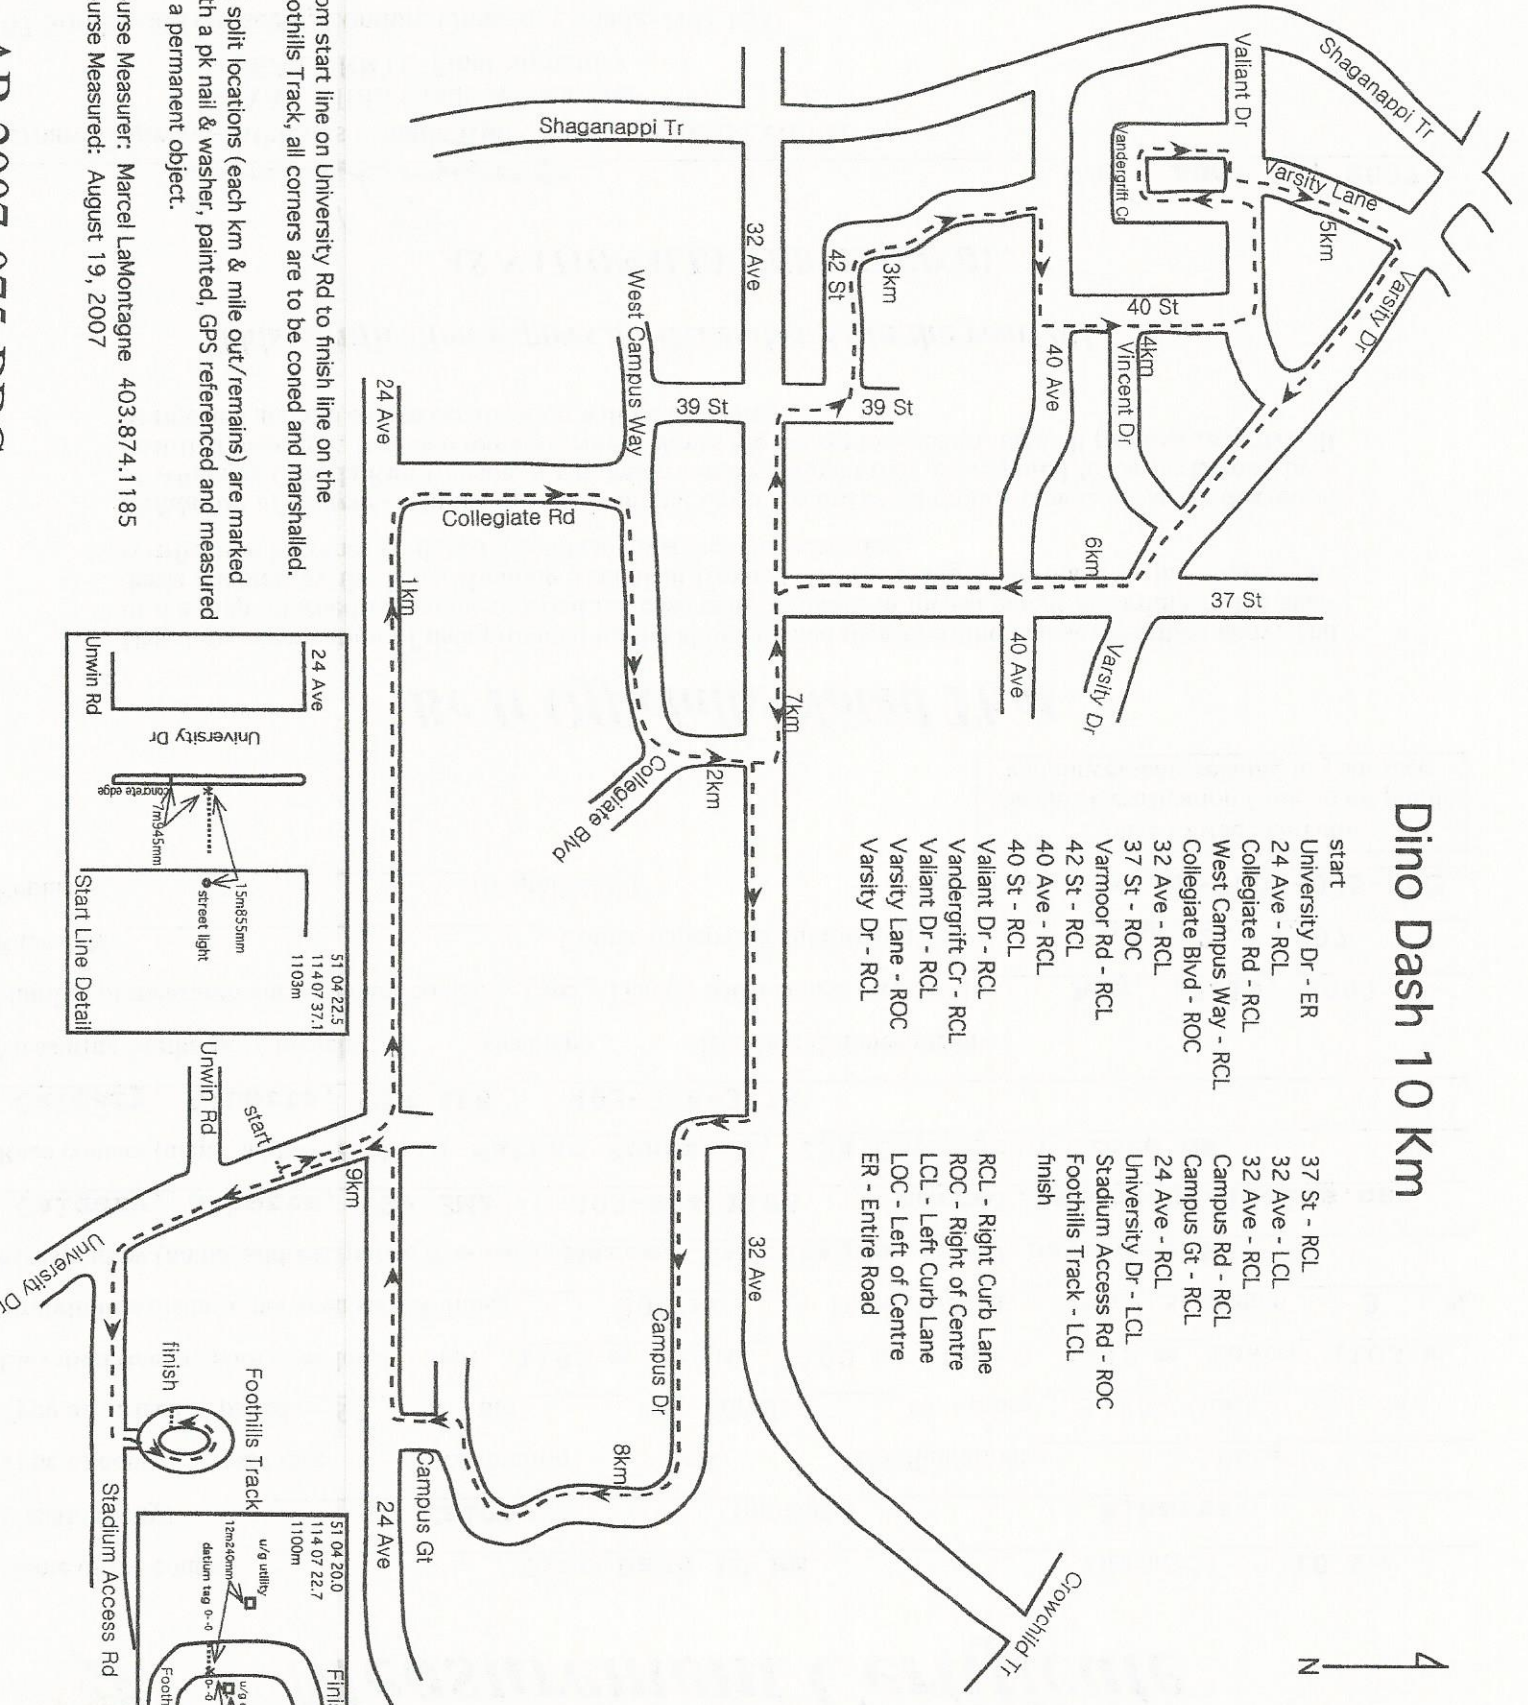 Dino Dash 10 Km
N
start
University Dr - ER
24 Ave - RCL
Collegiate Rd - RCL
West Campus Way - RCL
Collegiate Blvd - ROC
32 Ave - RCL
37 St - ROC
Varmoor Rd - RCL
42 St - RCL
40 Ave - RCL
40 St - RCL
Valiant Dr - RCL
Vandergrift Cr - RCL
Valiant Dr - RCL
Varsity Lane - ROC
Varsity Dr - RCL
37 St - RCL
32 Ave - LCL
32 Ave - RCL
Campus Rd - RCL
Campus Gt - RCL
24 Ave - RCL
University Dr - LCL
Stadium Access Rd - ROC
Foothills Track - LCL
finish
RCL - Right Curb Lane
ROC - Right of Centre
LCL - Left Curb Lane
LOC - Left of Centre
ER - Entire Road
Shaganappi Tr
Valiant Dr
Varsity Lane
5km
Vandergrift Cr
Varsity Dr
40 St
4km
Vincent Dr
40 Ave
6km
37 St
40 Ave
Varsity Dr
Shaganappi Tr
32 Ave
42 St
3km
39 St
39 St
West Campus Way
24 Ave
Collegiate Rd
1km
7km
2km
Collegiate Blvd
32 Ave
Crowchild Tr
Campus Dr
8km
Campus Gt
24 Ave
9km
start
Unwin Rd
University Dr
finish
Foothills Track
Stadium Access Rd
om start line on University Rd to finish line on the
othills Track, all corners are to be coned and marshalled.
split locations (each km & mile out/remains) are marked
th a pk nail & washer, painted, GPS referenced and measured
a permanent object.
urse Measurer: Marcel LaMontagne 403.874.1185
urse Measured: August 19, 2007
24 Ave
Unwin Rd
University Dr
concrete edge
7m945mm
15m855mm
street light
51 04 22.5
114 07 37.1
1103m
Start Line Detail
51 04 20.0
114 07 22.7
1100m
u/g utility
12m240mm
datium tag 0-0
0-0
u/g
Finis
Footh